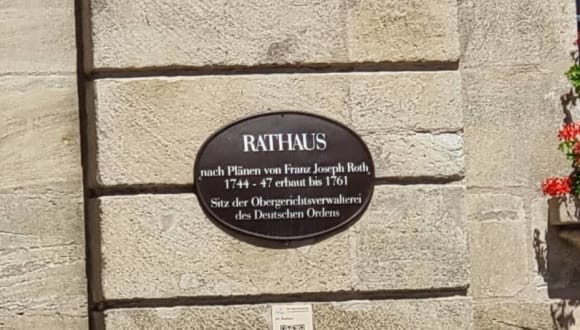 RATHAUS
nach Plänen von Franz Joseph Roth
1744 - 47 erbaut bis 1761
Sitz der Obergerichtsverwalterei
des Deutschen Ordens